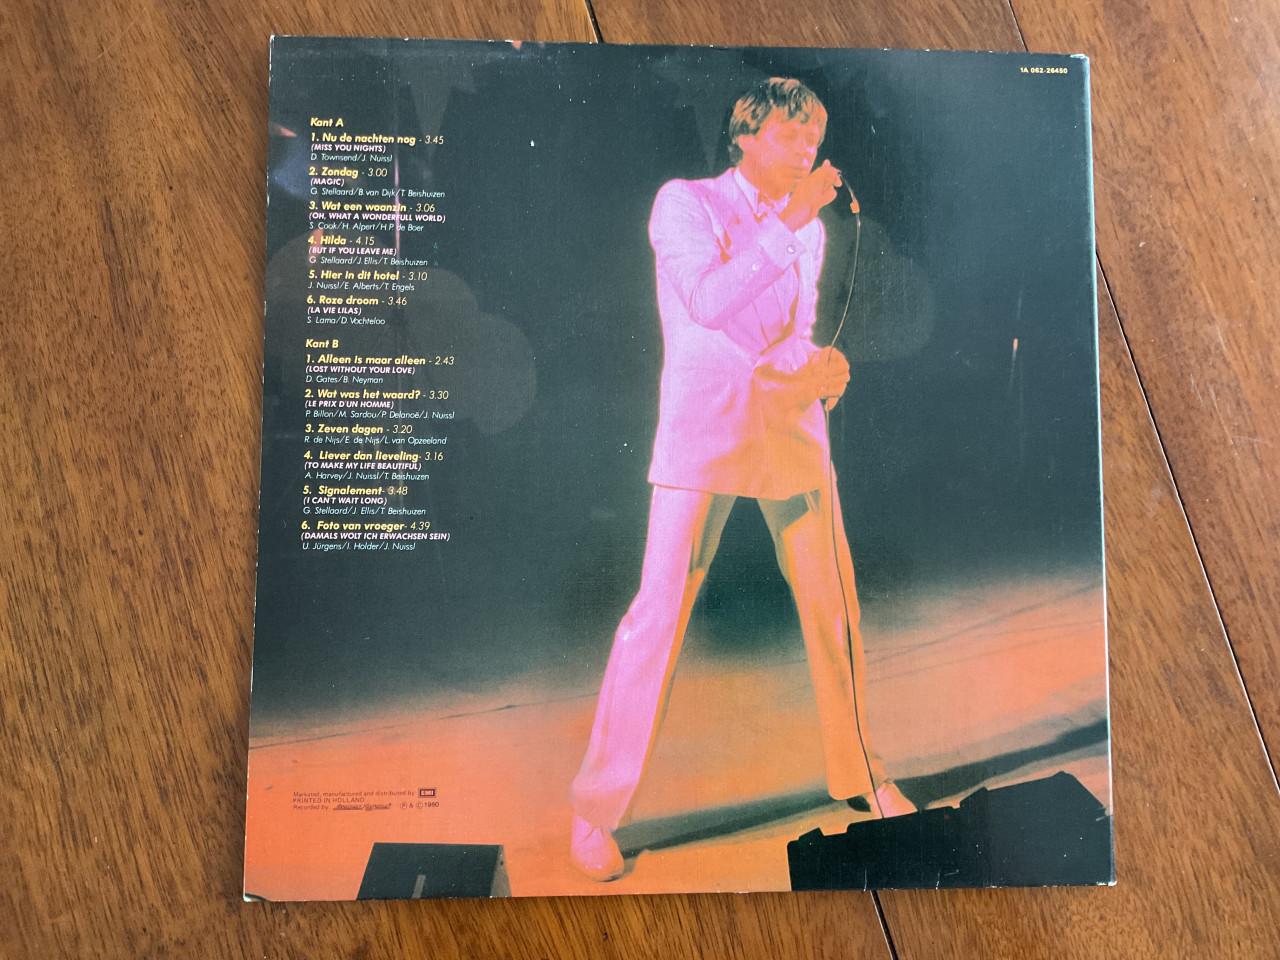 1A 062-26450
Kant A
1. Nu de nachten nog - 3.45
(MISS YOU NIGHTS)
D. Townsend/J. Nuissl
2. Zondag - 3.00
(MAGIC)
G. Stellaard/B. van Dijk/T. Beishuizen
3. Wat een waanzin - 3.06
(OH, WHAT A WONDERFULL WORLD)
S. Cook/H. Alpert/H.P. de Boer
4. Hilda - 4.15
(BUT IF YOU LEAVE ME)
G. Stellaard/J. Ellis/T. Beishuizen
5. Hier in dit hotel - 3.10
J. Nuissl/E. Alberts/T. Engels
6. Roze droom - 3.46
(LA VIE LILAS)
S. Lama/D. Vochteloo
Kant B
1. Alleen is maar alleen - 2.43
(LOST WITHOUT YOUR LOVE)
D. Gates/B. Neyman
2. Wat was het waard? - 3.30
(LE PRIX D'UN HOMME)
P. Billon/M. Sardou/P. Delanoë/J. Nuissl
3. Zeven dagen - 3.20
R. de Nijs/E. de Nijs/L. van Opzeeland
4. Liever dan lieveling- 3.16
(TO MAKE MY LIFE BEAUTIFUL)
A. Harvey/J. Nuissl/T. Beishuizen
5. Signalement- 3.48
(I CAN'T WAIT LONG)
G. Stellaard/J. Ellis/T. Beishuizen
6. Foto van vroeger- 4.39
(DAMALS WOLT ICH ERWACHSEN SEIN)
U. Jürgens/I. Holder/J. Nuissl
Marketed, manufactured and distributed by EMI
PRINTED IN HOLLAND
Recorded by ℗ & © 1980